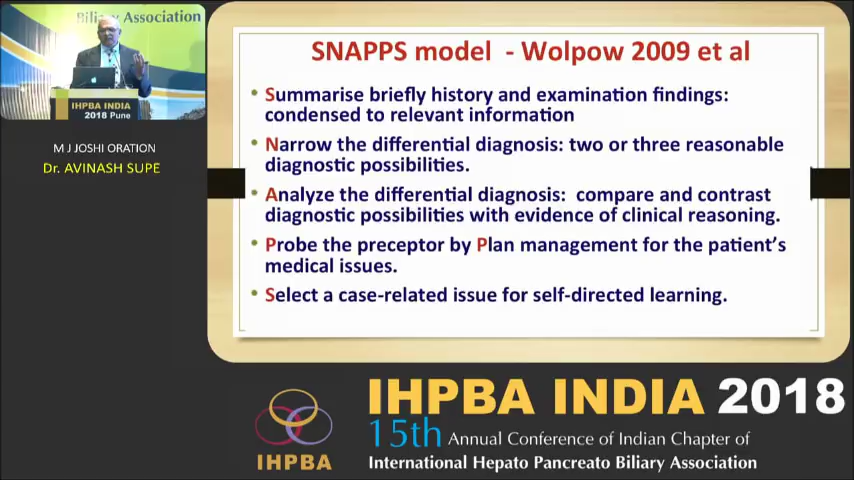 Biliary Association
IHPBA INDIA
2018 Pune
M J JOSHI ORATION
Dr. AVINASH SUPE
SNAPPS model - Wolpow 2009 et al
• Summarise briefly history and examination findings:
condensed to relevant information
• Narrow the differential diagnosis: two or three reasonable
diagnostic possibilities.
• Analyze the differential diagnosis: compare and contrast
diagnostic possibilities with evidence of clinical reasoning.
• Probe the preceptor by Plan management for the patient's
medical issues.
• Select a case-related issue for self-directed learning.
IHPBA
IHPBA INDIA 2018
15th Annual Conference of Indian Chapter of
International Hepato Pancreato Biliary Association